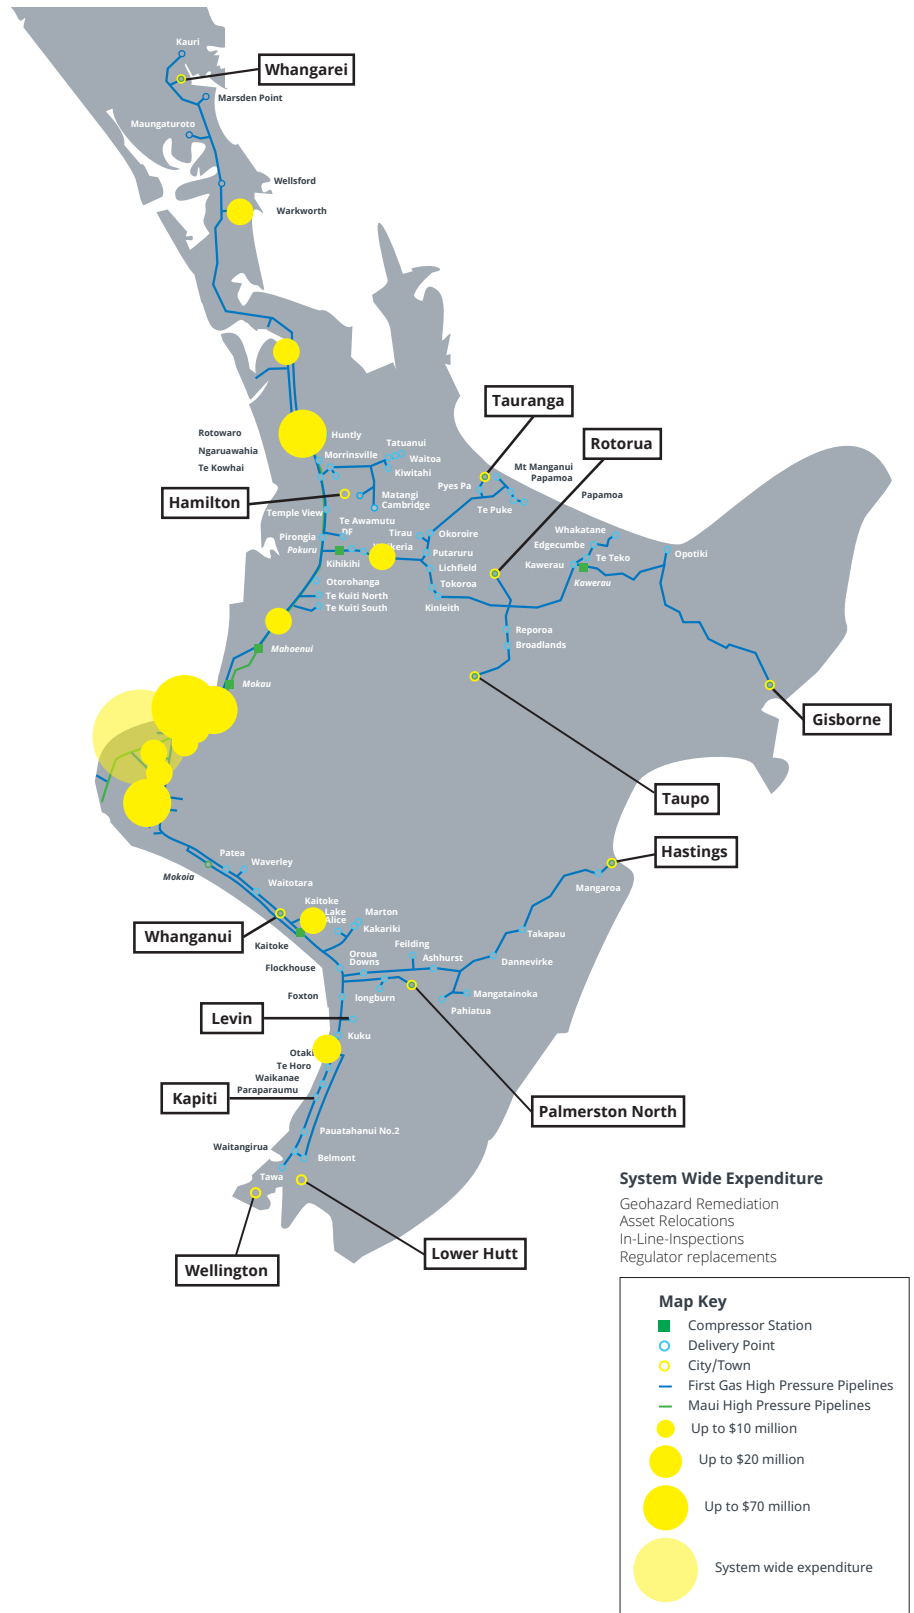 Kauri
Whangarei
Marsden Point
Maungaturoto
Wellsford
Warkworth
Tauranga
Rotorua
Rotowaro
Huntly
Ngaruawahia
Morrinsville
Tatuanui
Waitoa
Te Kowhai
Kiwitahi
Mt Manganui
Papamoa
Pyes Pa
Papamoa
Hamilton
Matangi
Cambridge
Te Puke
Temple View
Te Awamutu
DF
Pirongia
Tirau
Okoroire
Whakatane
Edgecumbe
Pokuru
Putaruru
Te Teko
Opotiki
Kihikihi
Lichfield
Kawerau
Kawerau
Otorohanga
Tokoroa
Te Kuiti North
Te Kuiti South
Kinleith
Reporoa
Mahoenui
Broadlands
Mokau
Gisborne
Taupo
Hastings
Patea
Waverley
Mokoia
Waitotara
Mangaroa
Kaitoke
Lake
Alice
Marton
Kakariki
Whanganui
Kaitoke
Takapau
Feilding
Oroua
Downs
Ashhurst
Dannevirke
Flockhouse
Foxton
longburn
Mangatainoka
Pahiatua
Levin
Kuku
Otaki
Te Horo
Waikanae
Paraparaumu
Kapiti
Palmerston North
Pauatahanui No.2
Waitangirua
Belmont
Tawa
Lower Hutt
Wellington
System Wide Expenditure
Geohazard Remediation
Asset Relocations
In-Line-Inspections
Regulator replacements
Map Key
Compressor Station
Delivery Point
City/Town
First Gas High Pressure Pipelines
Maui High Pressure Pipelines
Up to $10 million
Up to $20 million
Up to $70 million
System wide expenditure